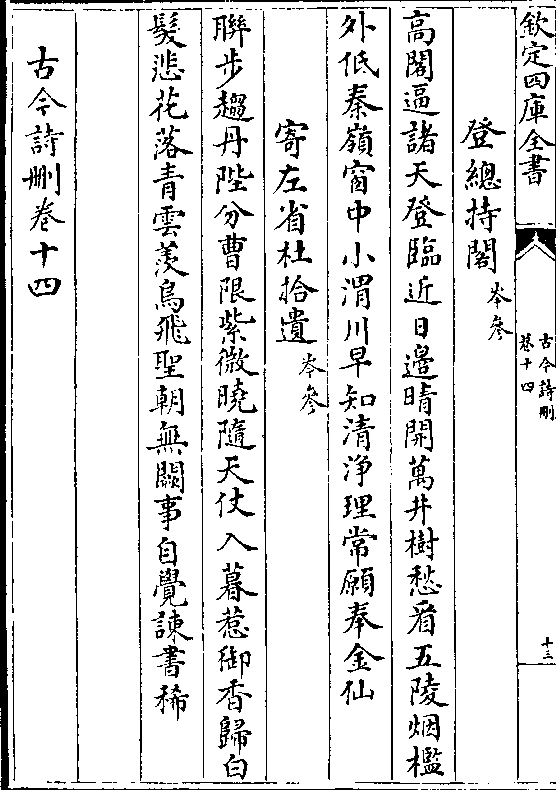 欽定四庫全書
古今詩刪
卷十四
十三
登總持閣
岑參
高閣逼諸天登臨近日邊晴開萬井樹愁看五陵烟檻
外低秦嶺窗中小渭川早知清浄理常願奉金仙
寄左省杜拾遺
岑參
聯步趨丹陛分曹限紫微曉隨天仗入暮惹御香歸白
髮悲花落青雲羡鳥飛聖朝無闕事自覺諫書稀
古今詩刪卷十四